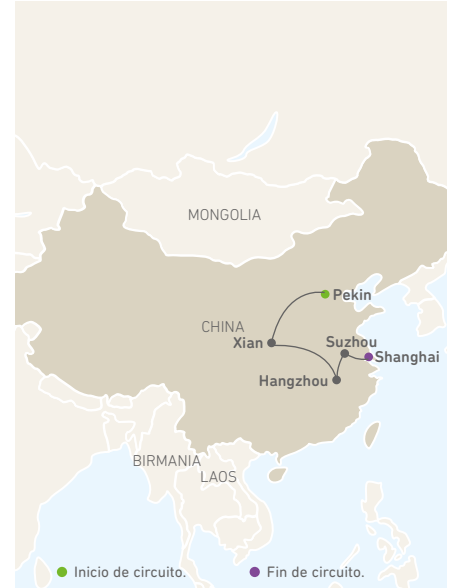 MONGOLIA
Pekin
CHINA
Xian
Suzhou
Shanghai
Hangzhou
BIRMANIA
LAOS
Inicio de circuito.
Fin de circuito.